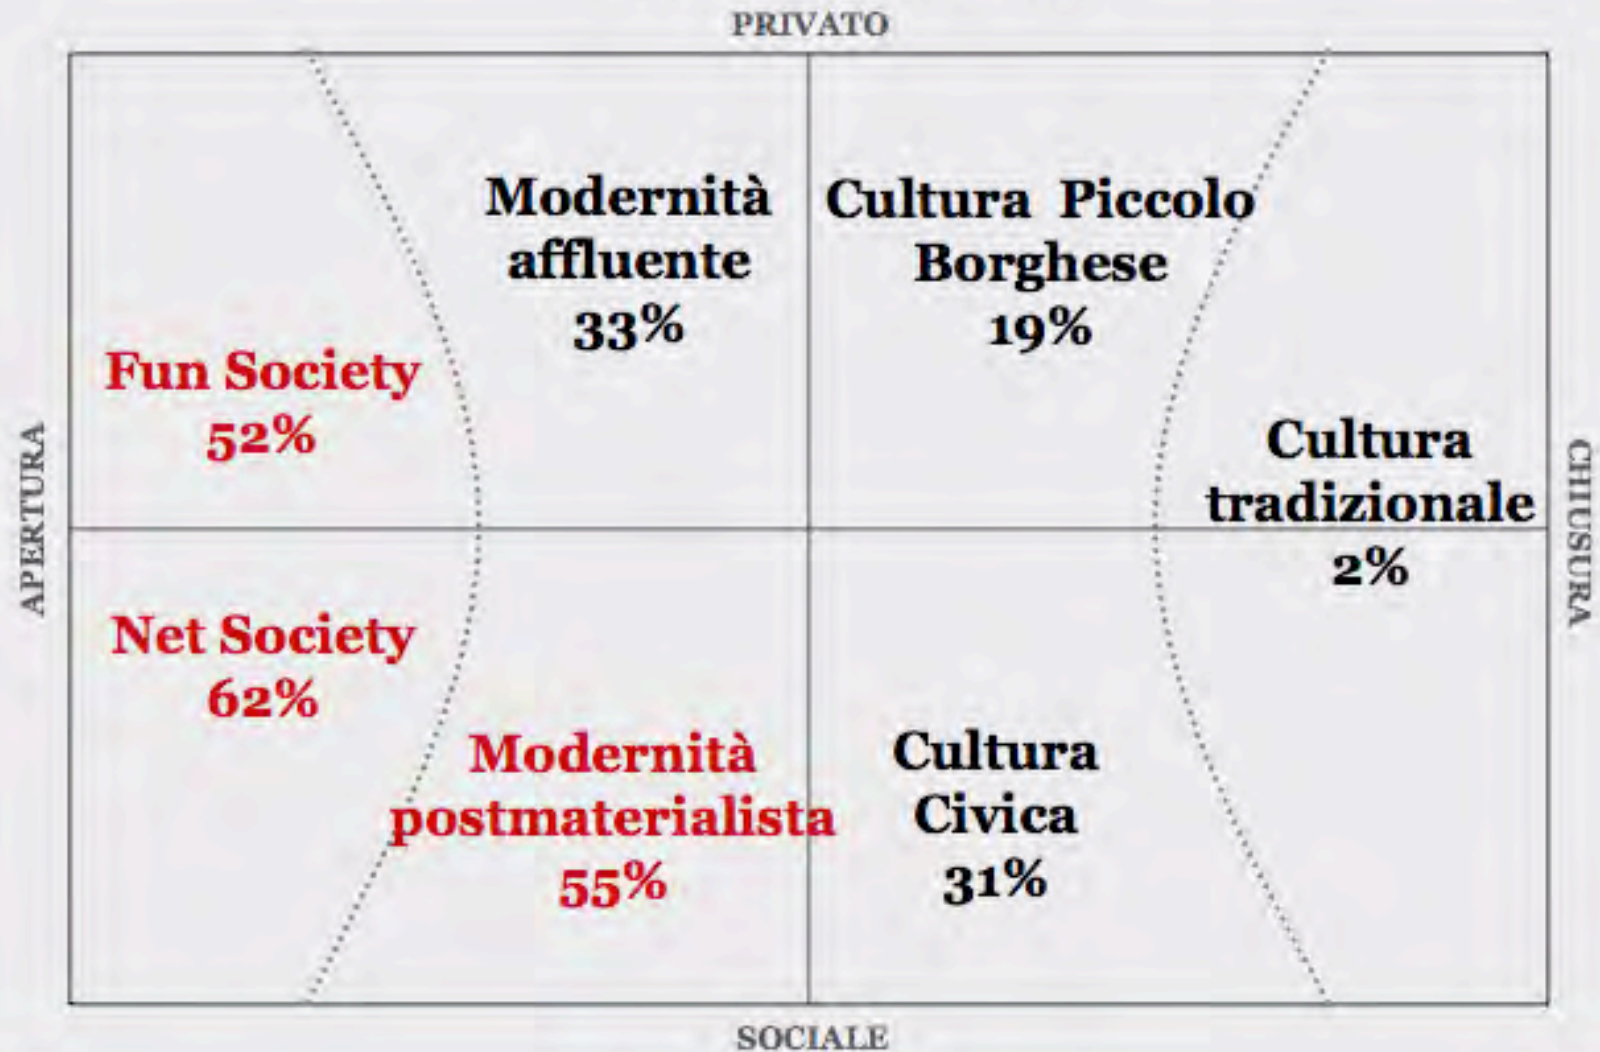 PRIVATO
Modernità
affluente
33%
Cultura Piccolo
Borghese
19%
Fun Society
52%
APERTURA
Cultura
tradizionale
2%
CHIUSURA
Net Society
62%
Modernità
postmaterialista
55%
Cultura
Civica
31%
SOCIALE